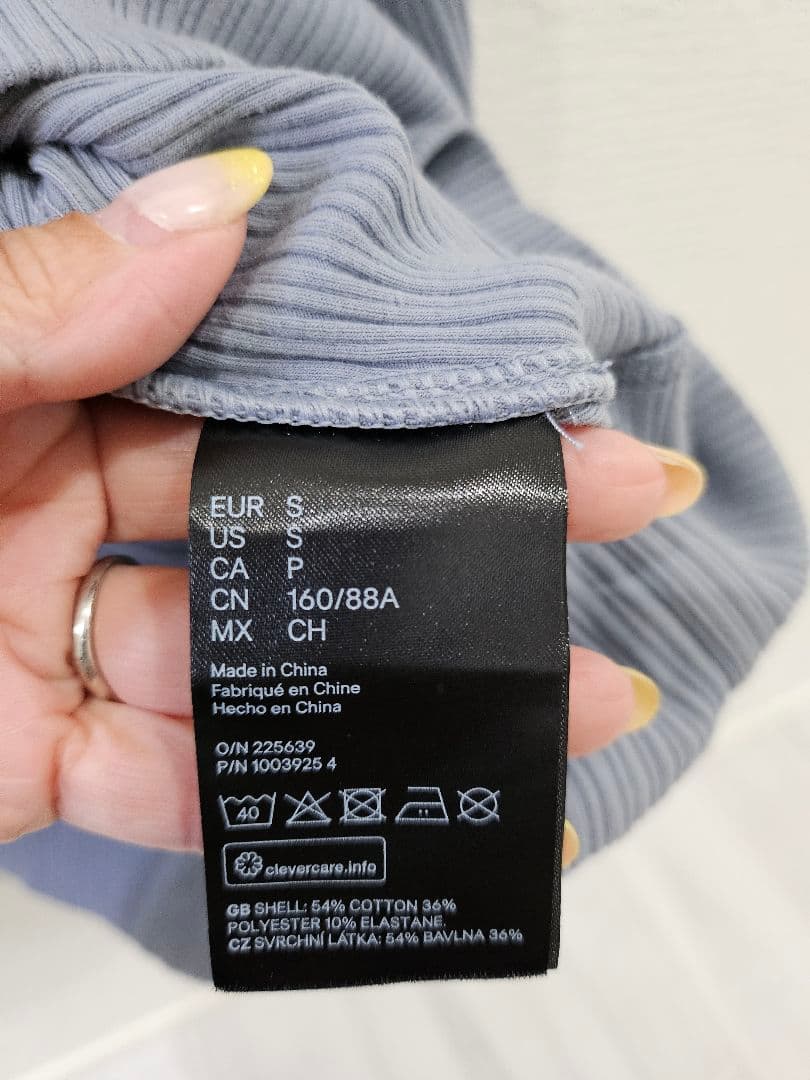 EUR S
US S
CA P
CN 160/88A
MX CH
Made in China
Fabriqué en Chine
Hecho en China
O/N 225639
P/N 1003925 4
40
clevercare.info
GB SHELL: 54% COTTON 36%
POLYESTER 10% ELASTANE.
CZ SVRCHNÍ LÁTKA: 54% BAVLNA 36%